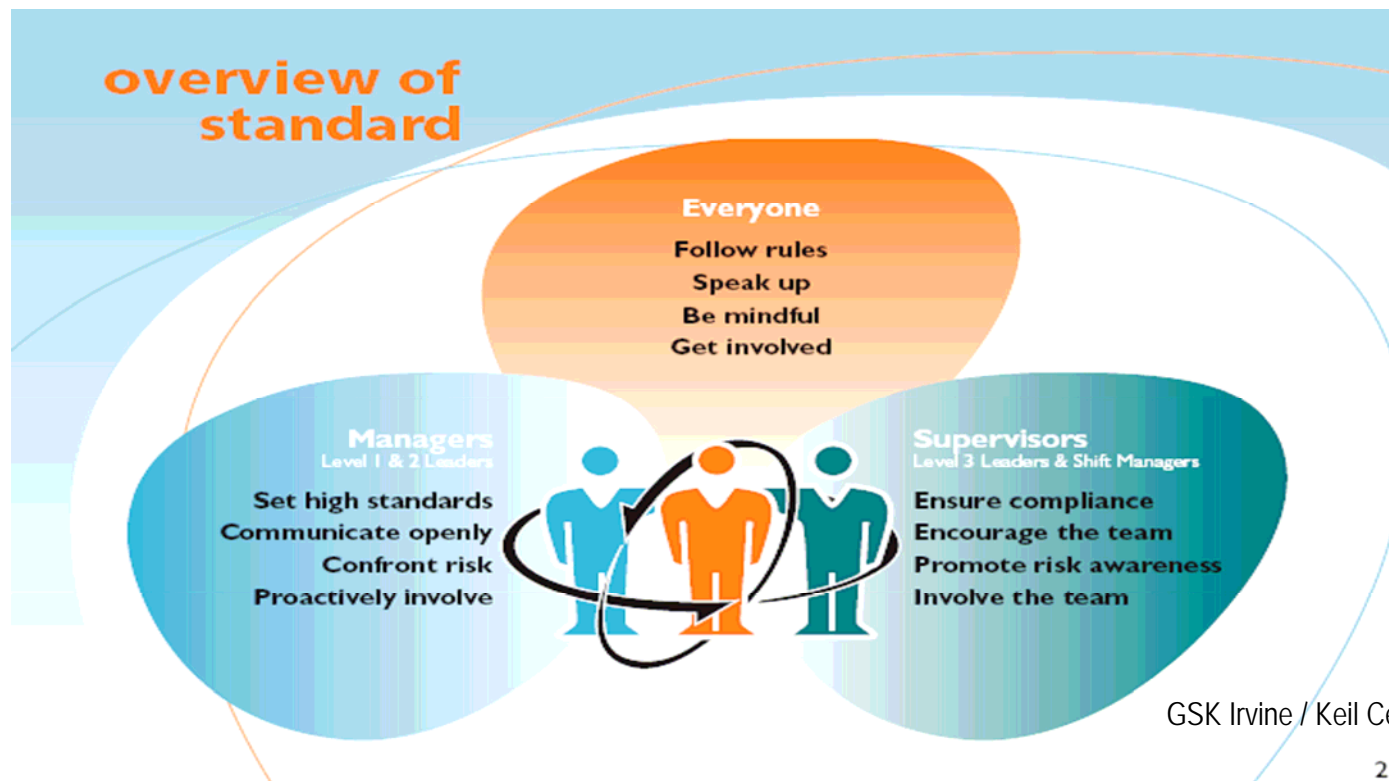 overview of
standard
Everyone
Follow rules
Speak up
Be mindful
Get involved
Managers
Level 1 & 2 Leaders
Set high standards
Communicate openly
Confront risk
Proactively involve
Supervisors
Level 3 Leaders & Shift Managers
Ensure compliance
Encourage the team
Promote risk awareness
Involve the team
GSK Irvine / Keil
2